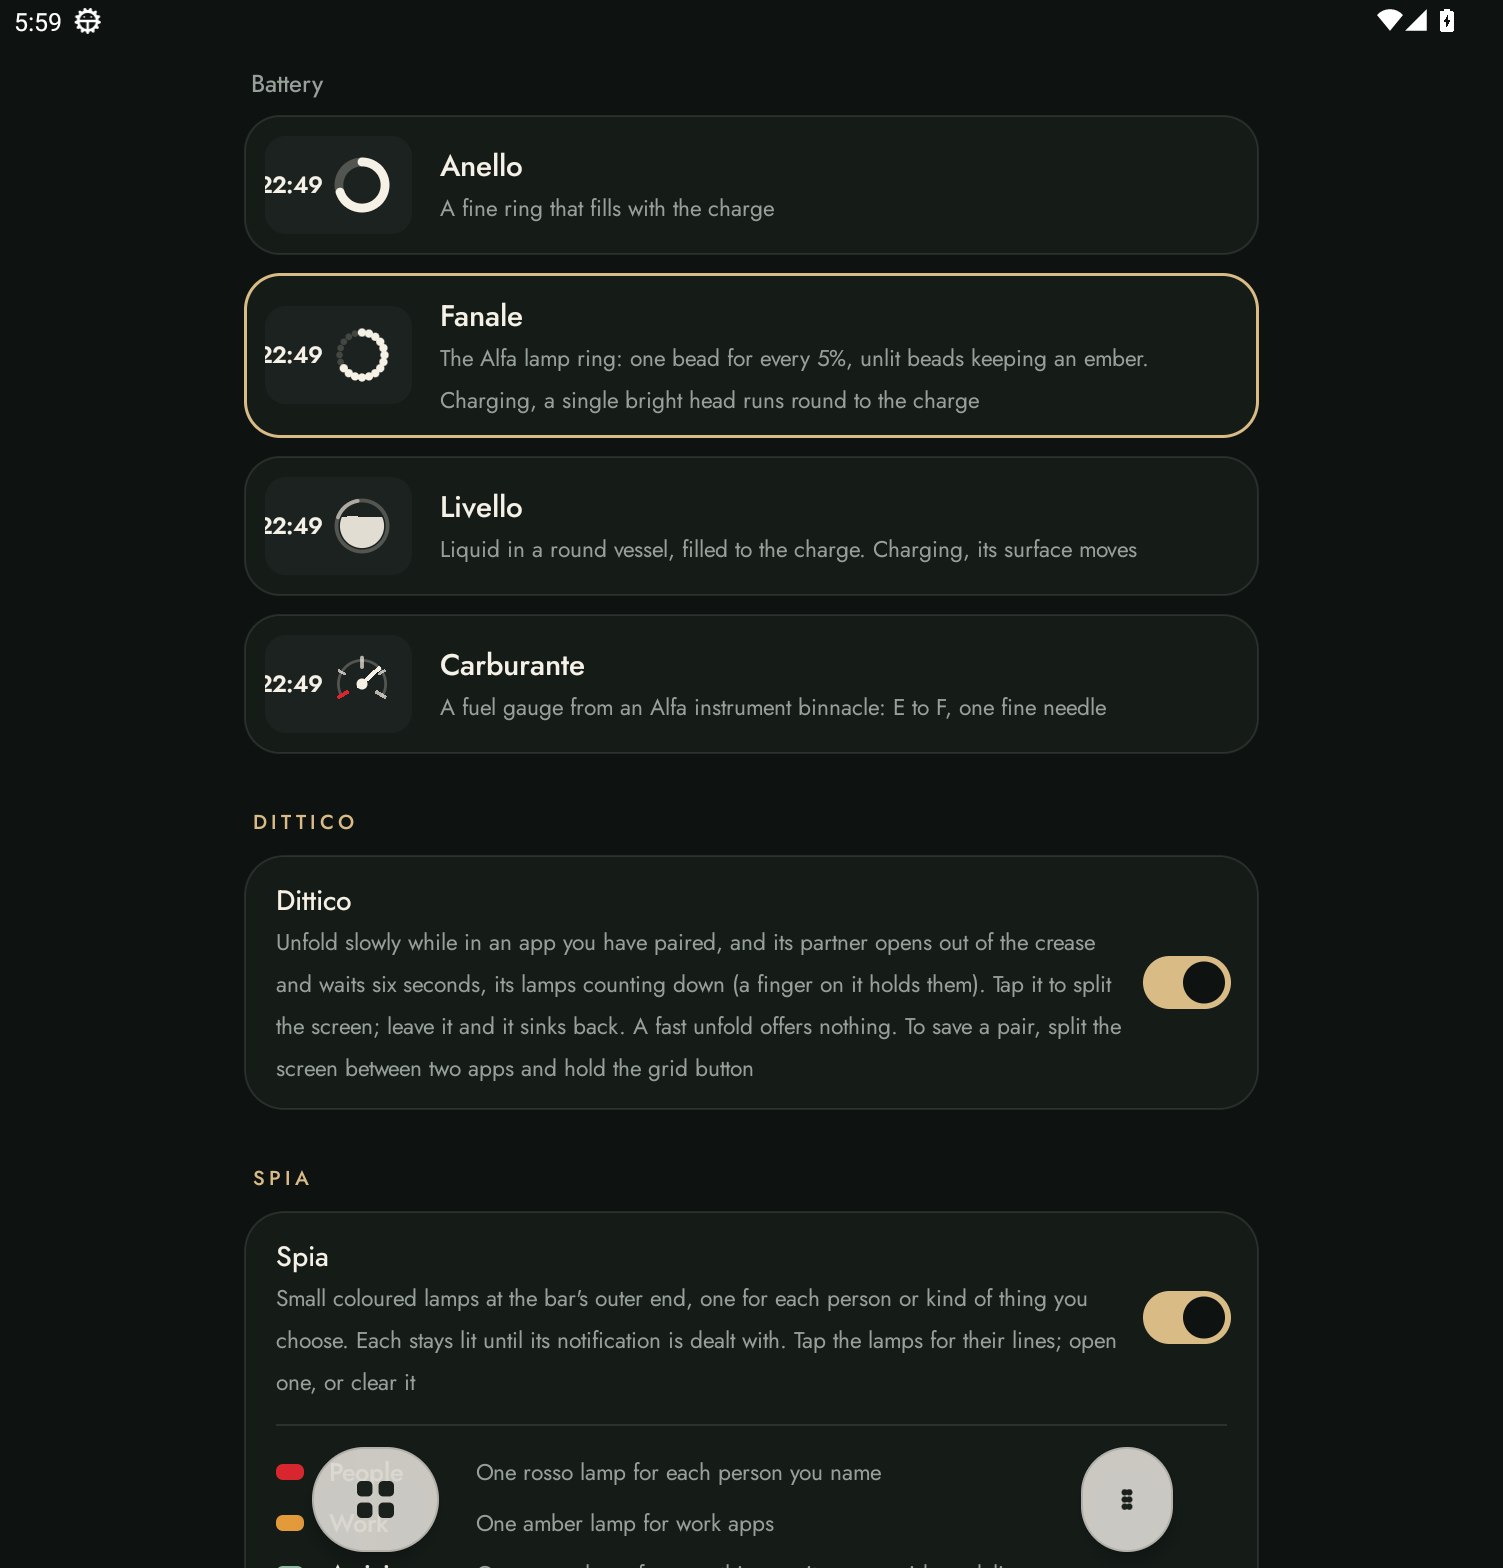 5:59
Battery
22:49
Anello
A fine ring that fills with the charge
22:49
Fanale
The Alfa lamp ring: one bead for every 5%, unlit beads keeping an ember.
Charging, a single bright head runs round to the charge
22:49
Livello
Liquid in a round vessel, filled to the charge. Charging, its surface moves
22:49
Carburante
A fuel gauge from an Alfa instrument binnacle: E to F, one fine needle
DITTICO
Dittico
Unfold slowly while in an app you have paired, and its partner opens out of the crease
and waits six seconds, its lamps counting down (a finger on it holds them). Tap it to split
the screen; leave it and it sinks back. A fast unfold offers nothing. To save a pair, split the
screen between two apps and hold the grid button
SPIA
Spia
Small coloured lamps at the bar's outer end, one for each person or kind of thing you
choose. Each stays lit until its notification is dealt with. Tap the lamps for their lines; open
one, or clear it
People One rosso lamp for each person you name
Work One amber lamp for work apps